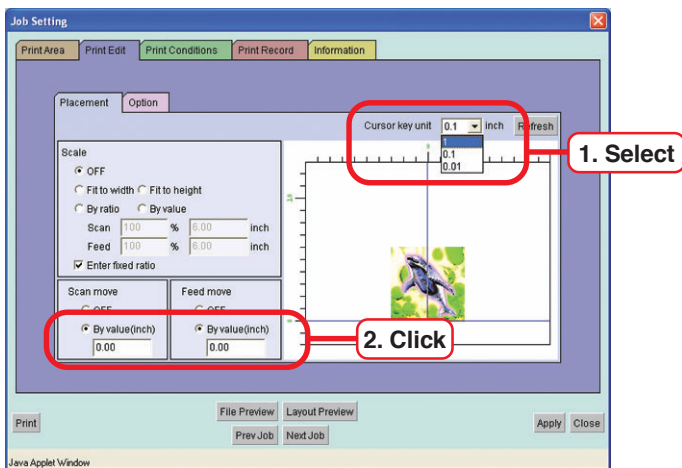 Job Setting
Print Area Print Edit Print Conditions Print Record Information
Placement Option
Cursor key unit 0.1 inch Refresh
1
0.1
0.01
1. Select
Scale
OFF
Fit to width Fit to height
By ratio By value
Scan 100 % 6.00 inch
Feed 100 % 6.00 inch
Enter fixed ratio
Scan move Feed move
OFF OFF
By value(inch) By value(inch)
0.00 0.00
2. Click
File Preview Layout Preview
Print Apply Close
Prev Job Next Job
Java Applet Window